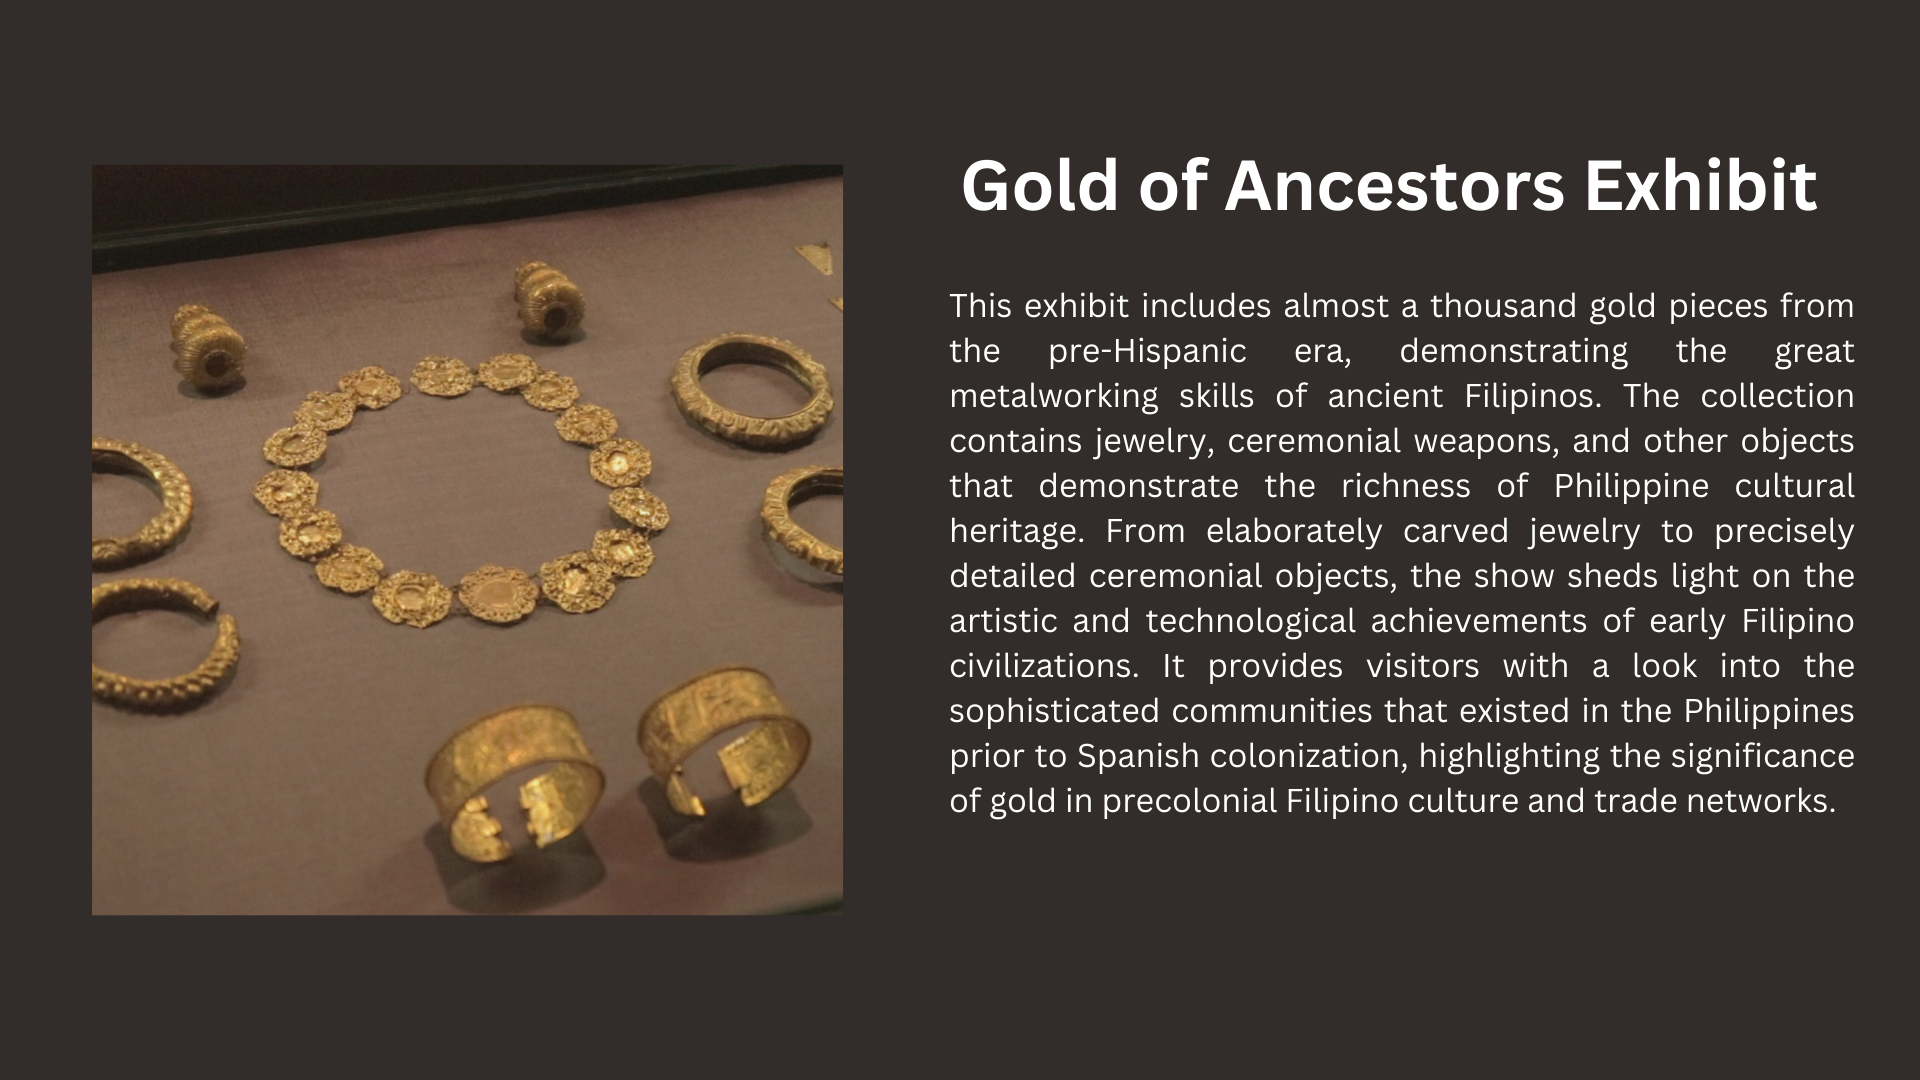 Gold of Ancestors Exhibit
This exhibit includes almost a thousand gold pieces from
the pre-Hispanic era, demonstrating the great
metalworking skills of ancient Filipinos. The collection
contains jewelry, ceremonial weapons, and other objects
that demonstrate the richness of Philippine cultural
heritage. From elaborately carved jewelry to precisely
detailed ceremonial objects, the show sheds light on the
artistic and technological achievements of early Filipino
civilizations. It provides visitors with a look into the
sophisticated communities that existed in the Philippines
prior to Spanish colonization, highlighting the significance
of gold in precolonial Filipino culture and trade networks.